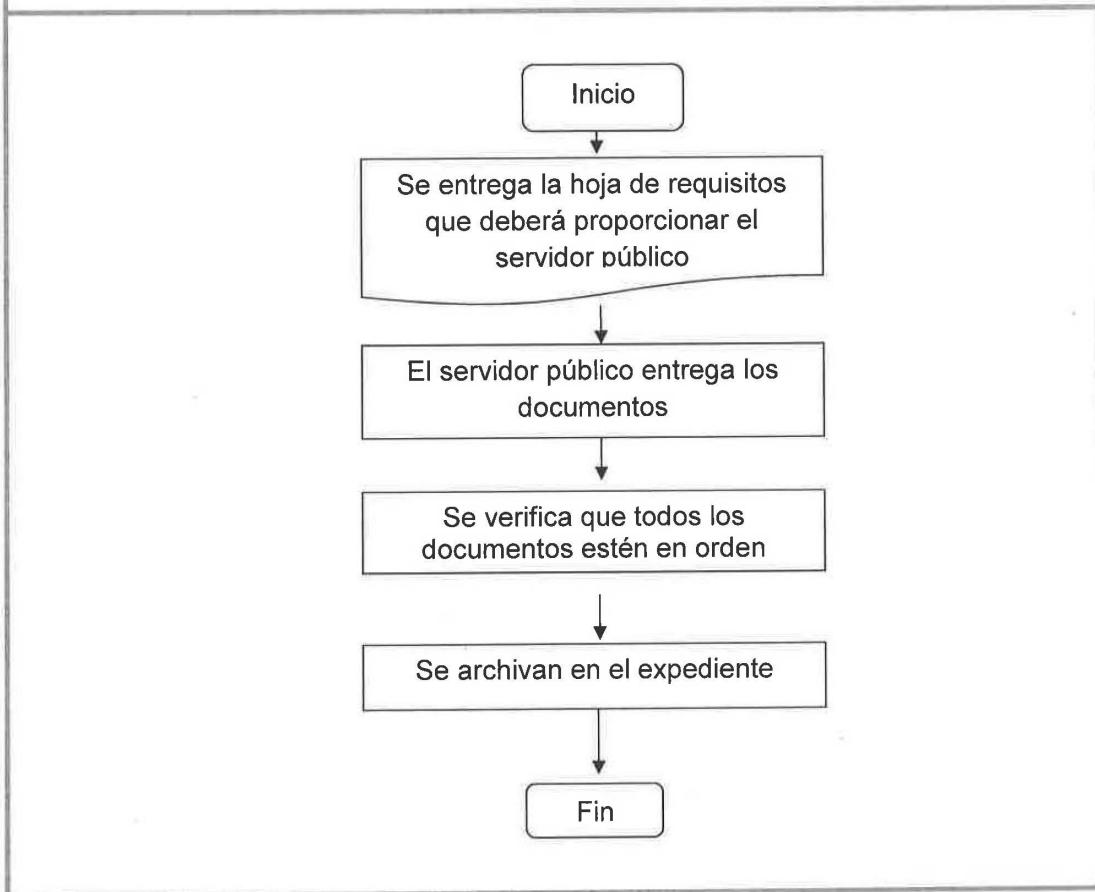 Inicio
Se entrega la hoja de requisitos
que deberá proporcionar el
servidor público
El servidor público entrega los
documentos
Se verifica que todos los
documentos estén en orden
Se archivan en el expediente
Fin